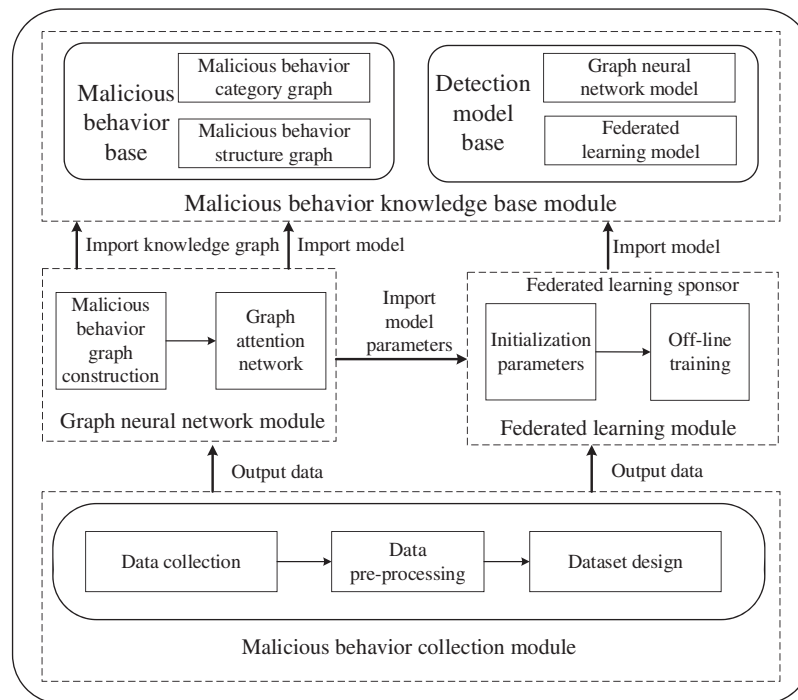 Malicious behavior base
Malicious behavior
category graph
Malicious behavior
structure graph
Detection model base
Graph neural
network model
Federated
learning model
Malicious behavior knowledge base module
Import knowledge graph
Import model
Import model
Malicious
behavior
graph
construction
Graph
attention
network
Graph neural network module
Import
model
parameters
Federated learning sponsor
Initialization
parameters
Off-line
training
Federated learning module
Output data
Output data
Data collection
Data
pre-processing
Dataset design
Malicious behavior collection module